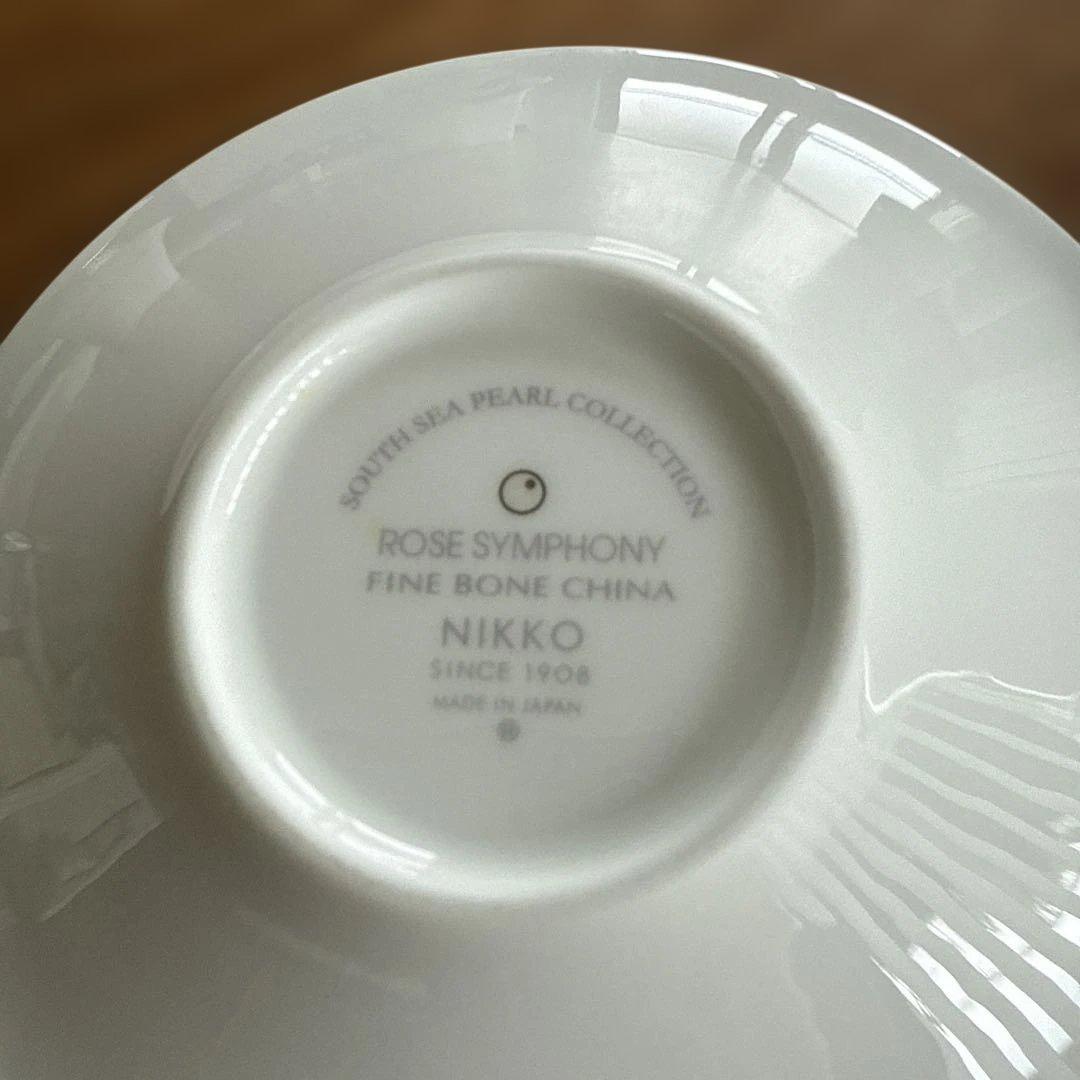 SOUTH SEA PEARL COLLECTION
ROSE SYMPHONY
FINE BONE CHINA
NIKKO
SINCE 1908
MADE IN JAPAN